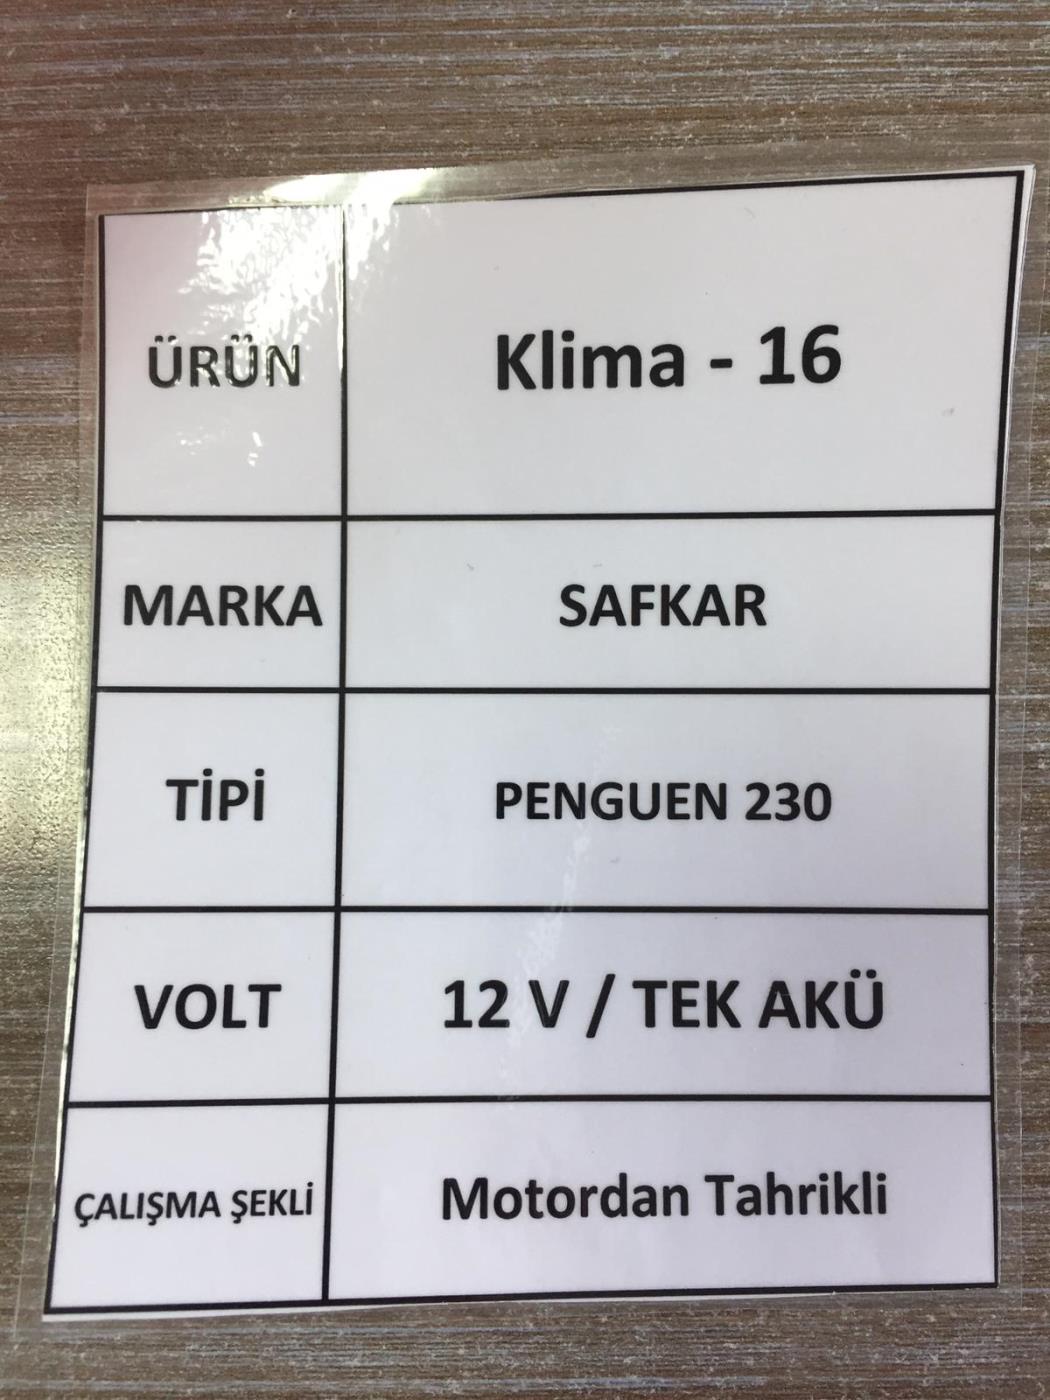 ÜRÜN Klima - 16
MARKA SAFKAR
TİPİ PENGUEN 230
VOLT 12 V / TEK AKÜ
ÇALIŞMA ŞEKLİ Motordan Tahrikli